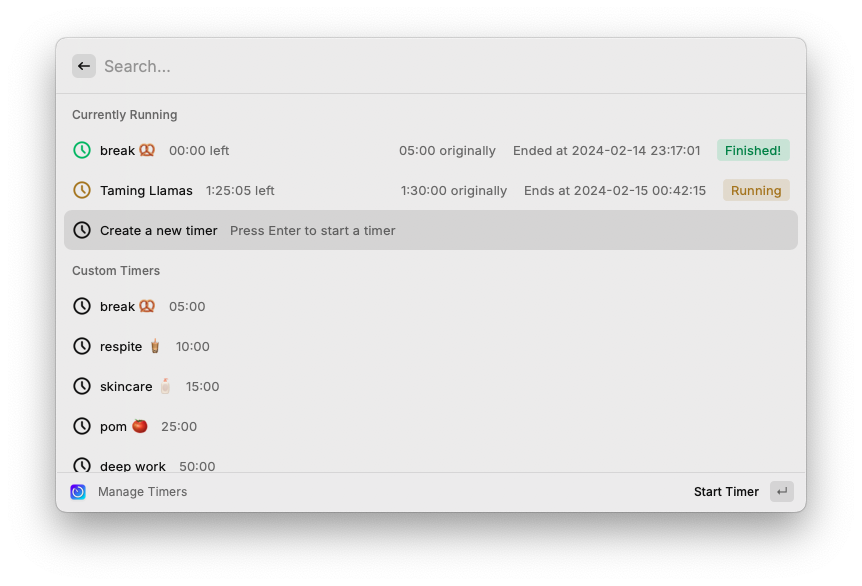 Search...
Currently Running
break 🥨 00:00 left 05:00 originally Ended at 2024-02-14 23:17:01 Finished!
Taming Llamas 1:25:05 left 1:30:00 originally Ends at 2024-02-15 00:42:15 Running
Create a new timer Press Enter to start a timer
Custom Timers
break 🥨 05:00
respite 🧋 10:00
skincare 🧴 15:00
pom 🍅 25:00
deep work 50:00
Manage Timers Start Timer